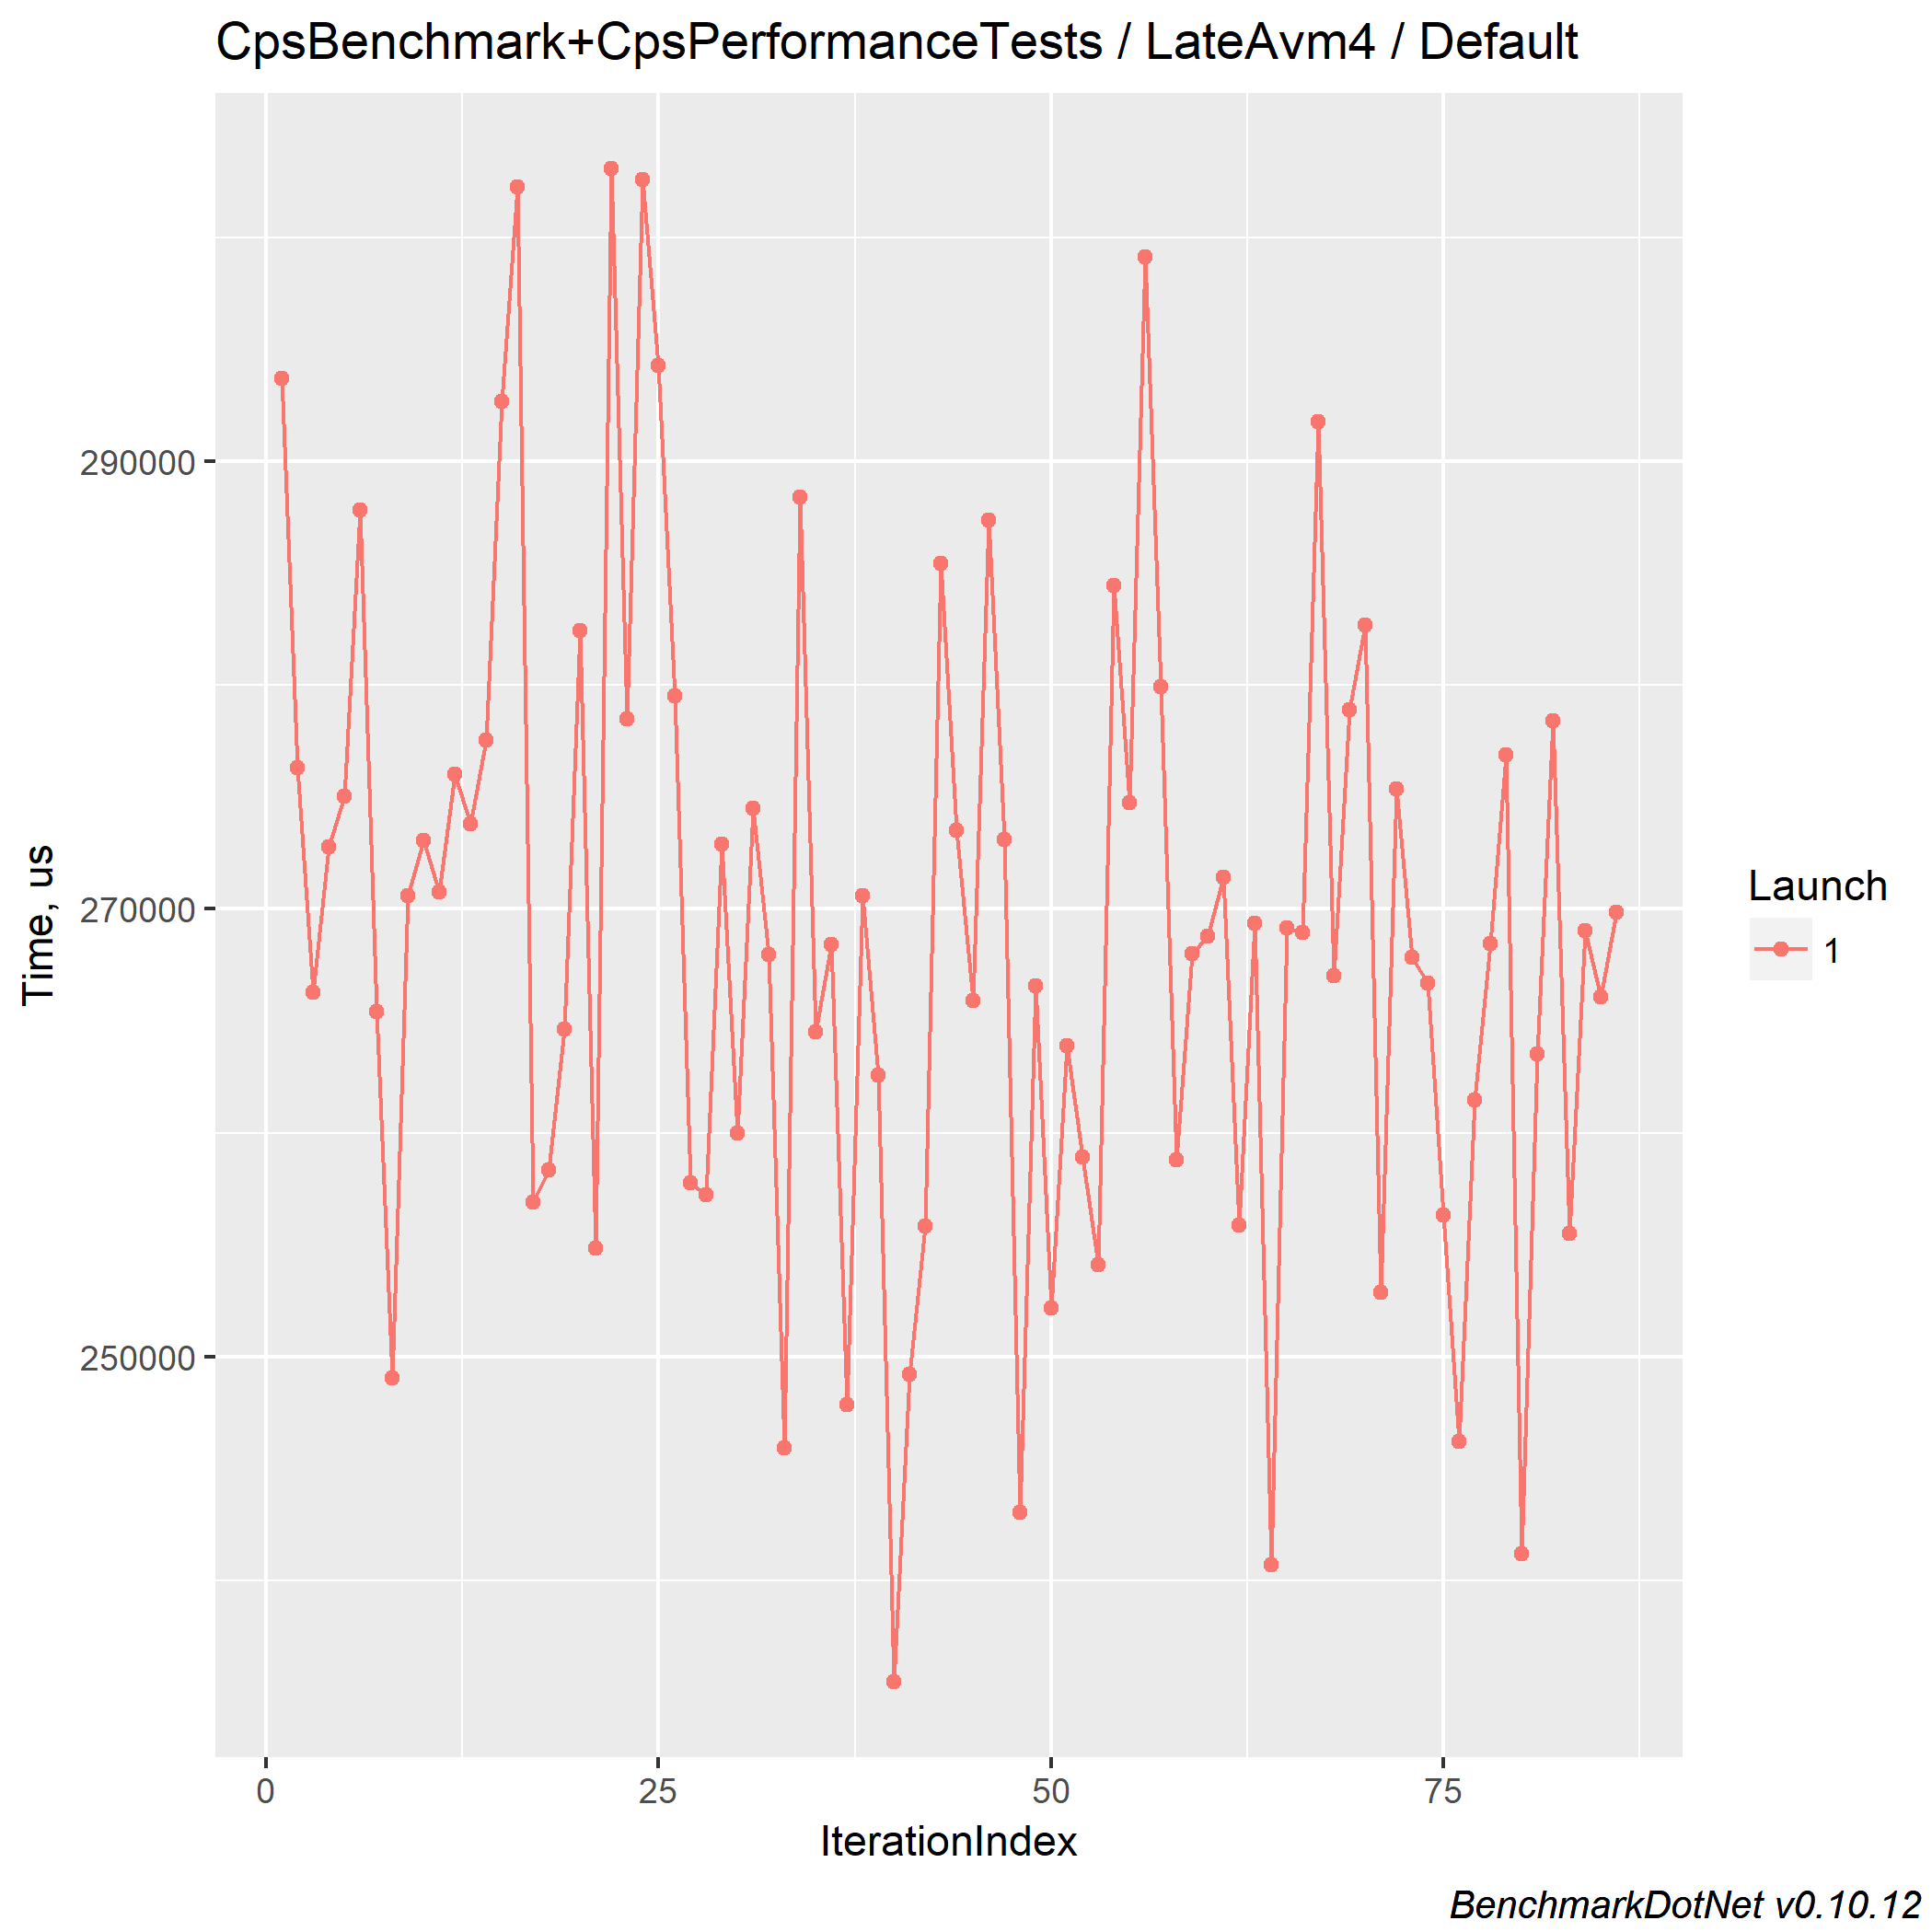 CpsBenchmark+CpsPerformanceTests / LateAvm4 / Default
290000
270000
250000
Time, us
0 25 50 75
IterationIndex
Launch
1
BenchmarkDotNet v0.10.12